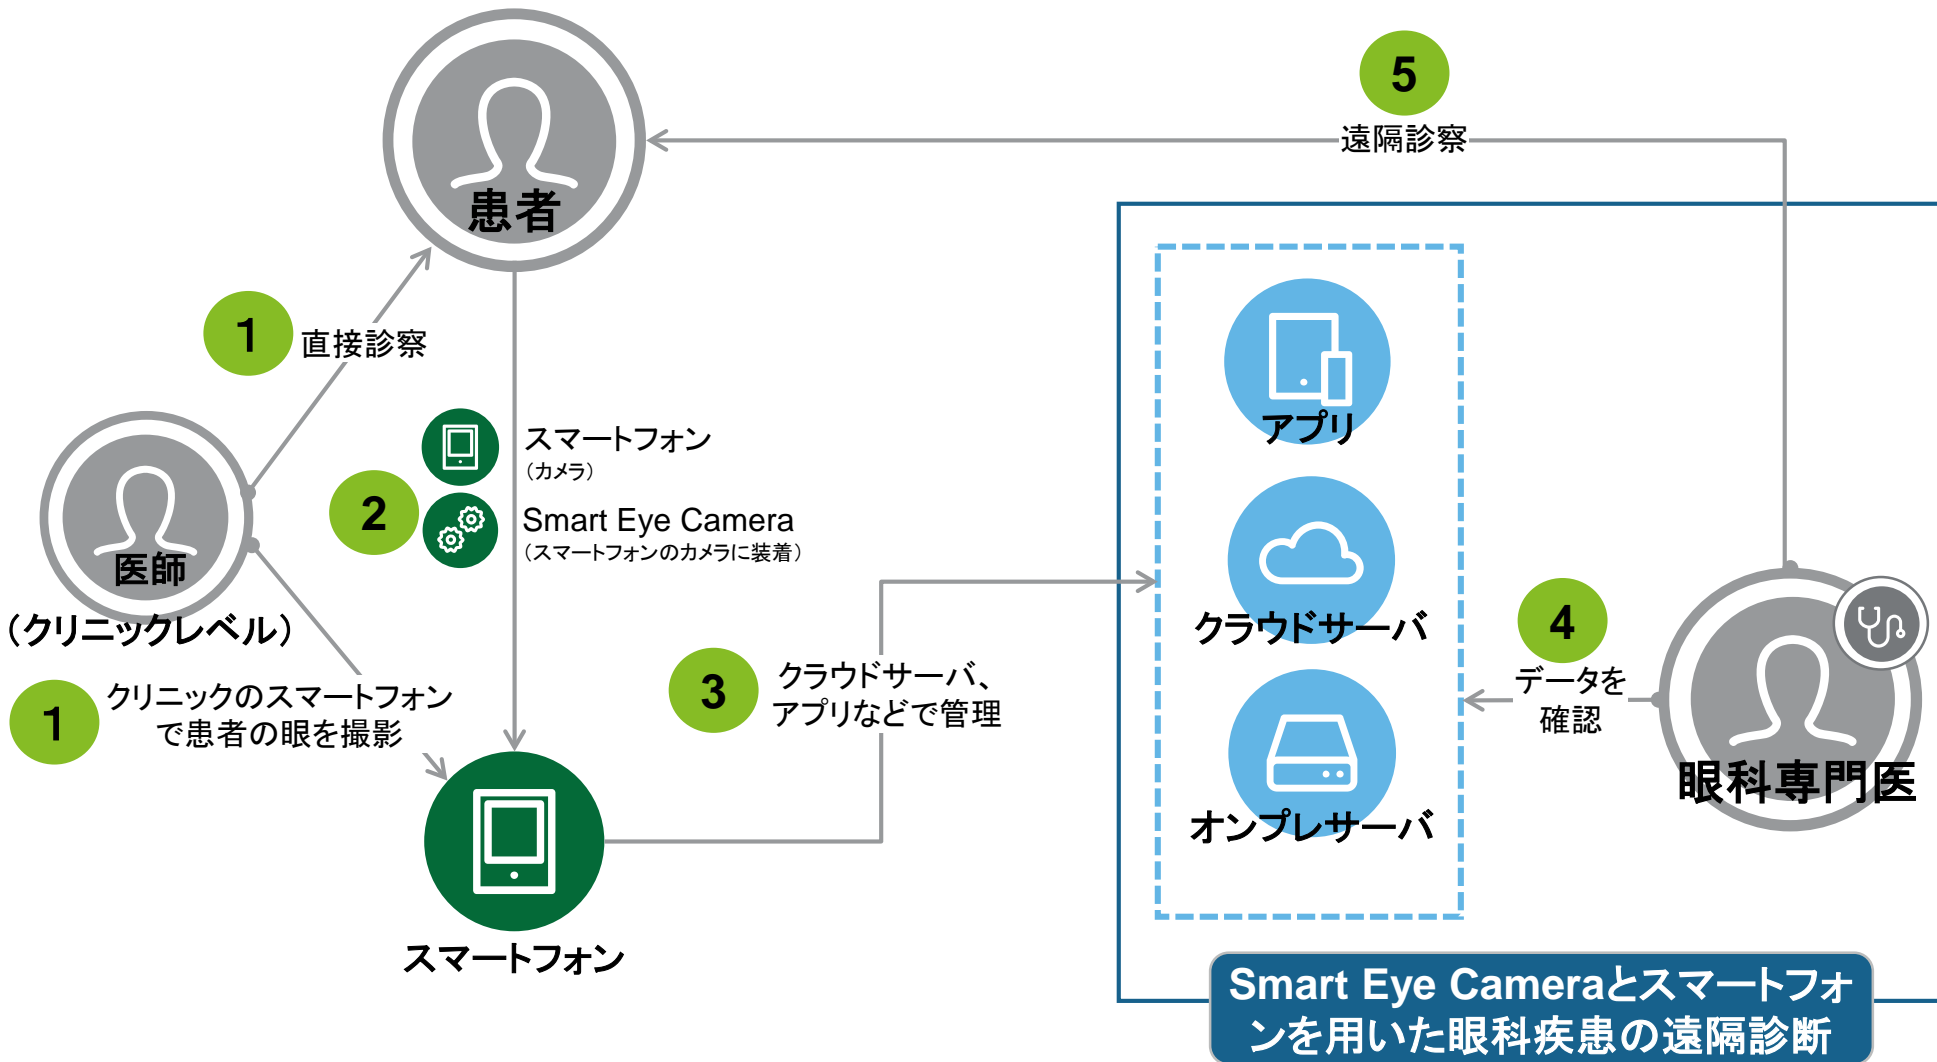 5
遠隔診察
患者
1
直接診察
アプリ
スマートフォン
(カメラ)
2
Smart Eye Camera
(スマートフォンのカメラに装着)
医師
(クリニックレベル)
クラウドサーバ
4
データを
確認
3
クラウドサーバ、
アプリなどで管理
1
クリニックのスマートフォン
で患者の眼を撮影
眼科専門医
オンプレサーバ
スマートフォン
Smart Eye Cameraとスマートフォ
ンを用いた眼科疾患の遠隔診断